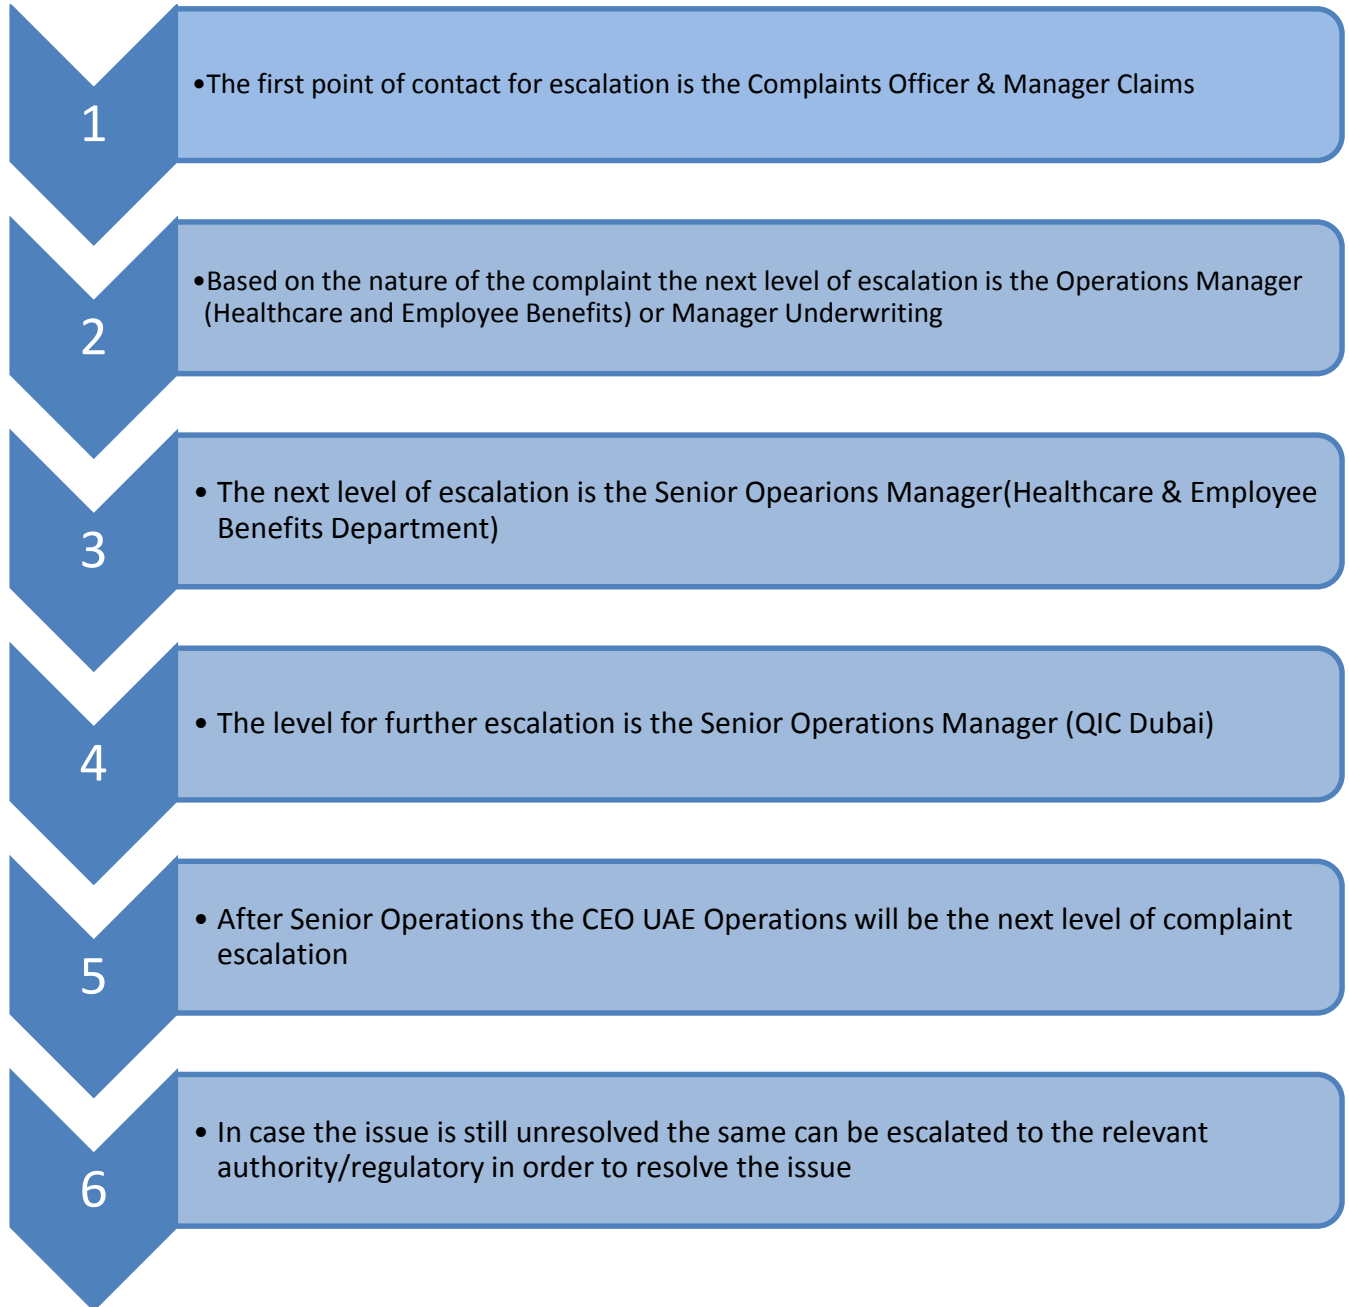 1
•The first point of contact for escalation is the Complaints Officer & Manager Claims
2
•Based on the nature of the complaint the next level of escalation is the Operations Manager
(Healthcare and Employee Benefits) or Manager Underwriting
3
• The next level of escalation is the Senior Opearions Manager(Healthcare & Employee
Benefits Department)
4
• The level for further escalation is the Senior Operations Manager (QIC Dubai)
5
• After Senior Operations the CEO UAE Operations will be the next level of complaint
escalation
6
• In case the issue is still unresolved the same can be escalated to the relevant
authority/regulatory in order to resolve the issue